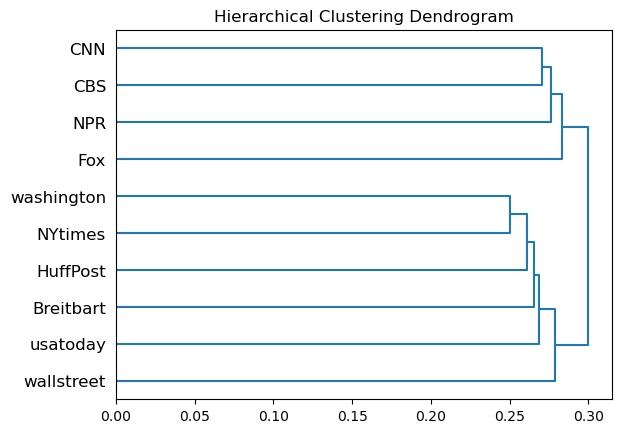 Hierarchical Clustering Dendrogram
CNN
CBS
NPR
Fox
washington
NYtimes
HuffPost
Breitbart
usatoday
wallstreet
0.00 0.05 0.10 0.15 0.20 0.25 0.30